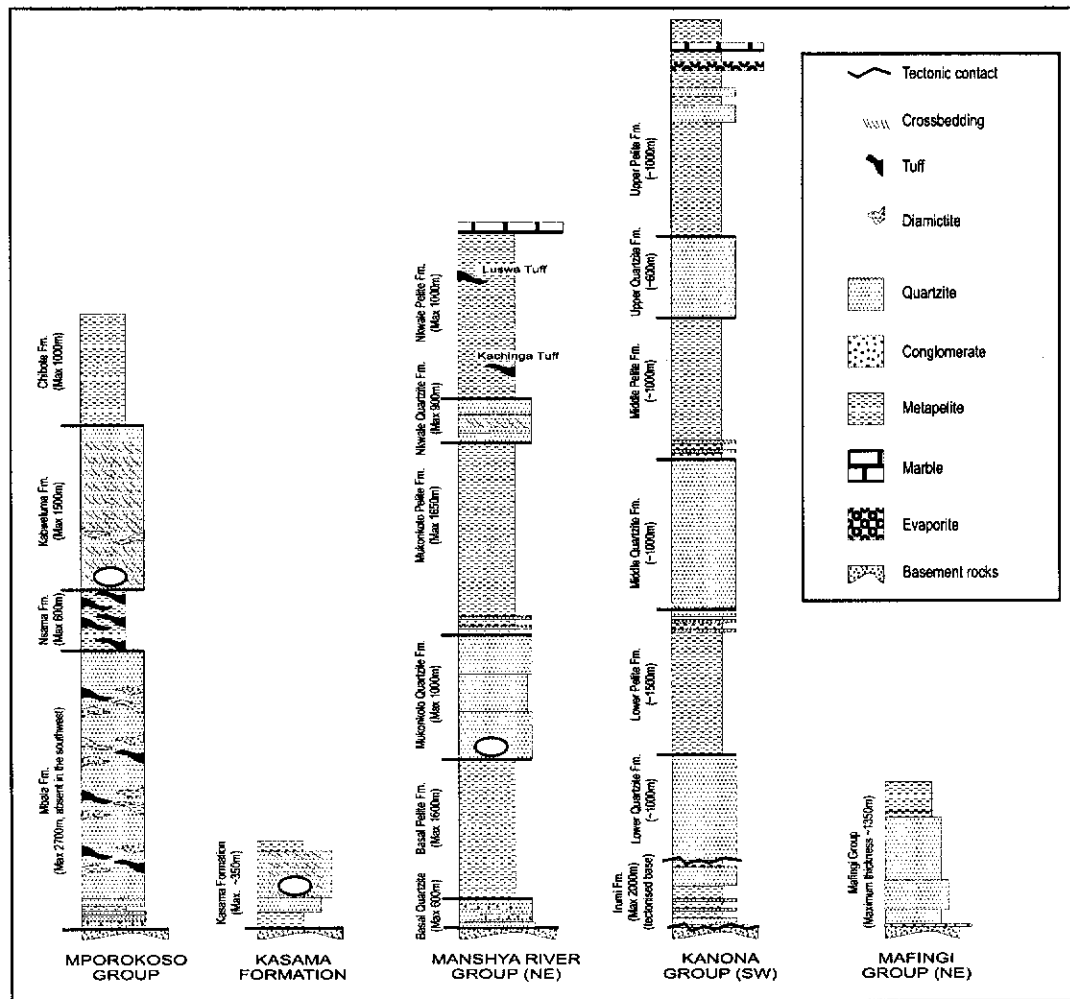 Chibote Fm.
(Max 1000m)
Kabweluma Fm.
(Max 1500m)
Nsama Fm.
(Max 600m)
Mbala Fm.
(Max 2700m, absent in the southwest)
MPOROKOSO
GROUP
Kasama Formation
(Max. ~350m)
KASAMA
FORMATION
Luswa Tuff
Kachinga Tuff
Nkwale Pelite Fm.
(Max 1600m)
Nkwale Quartzite Fm.
(Max 900m)
Mukonkoto Pelite Fm.
(Max 1650m)
Mukonkoto Quartzite Fm.
(Max 1000m)
Basal Pelite Fm.
(Max 1600m)
Basal Quartzite
(Max 600m)
MANSHYA RIVER
GROUP (NE)
Upper Pelite Fm.
(~1000m)
Upper Quartzite Fm.
(~600m)
Middle Pelite Fm.
(~1000m)
Middle Quartzite Fm.
(~1000m)
Lower Pelite Fm.
(~1500m)
Lower Quartzite Fm.
(~1000m)
Irumi Fm.
(Max 2000m)
(tectonised base)
KANONA
GROUP (SW)
Mafingi Group
(Maximum thickness ~1350m)
MAFINGI
GROUP (NE)
Tectonic contact
Crossbedding
Tuff
Diamictite
Quartzite
Conglomerate
Metapelite
Marble
Evaporite
Basement rocks